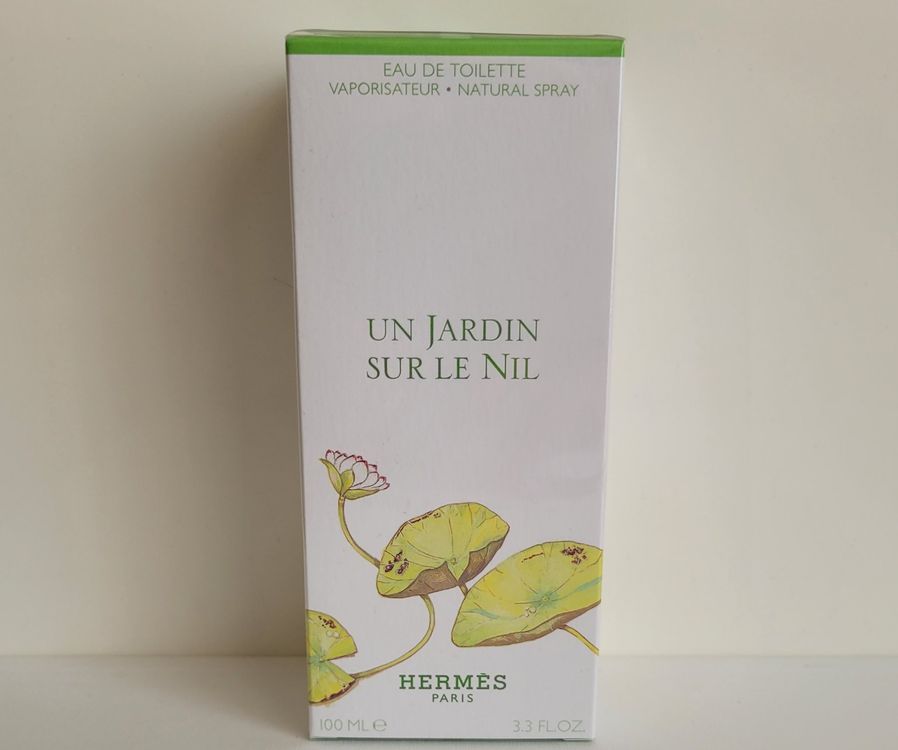 EAU DE TOILETTE
VAPORISATEUR • NATURAL SPRAY
UN JARDIN
SUR LE NIL
HERMÈS
PARIS
100 ML ℮ 3.3 FL.OZ.